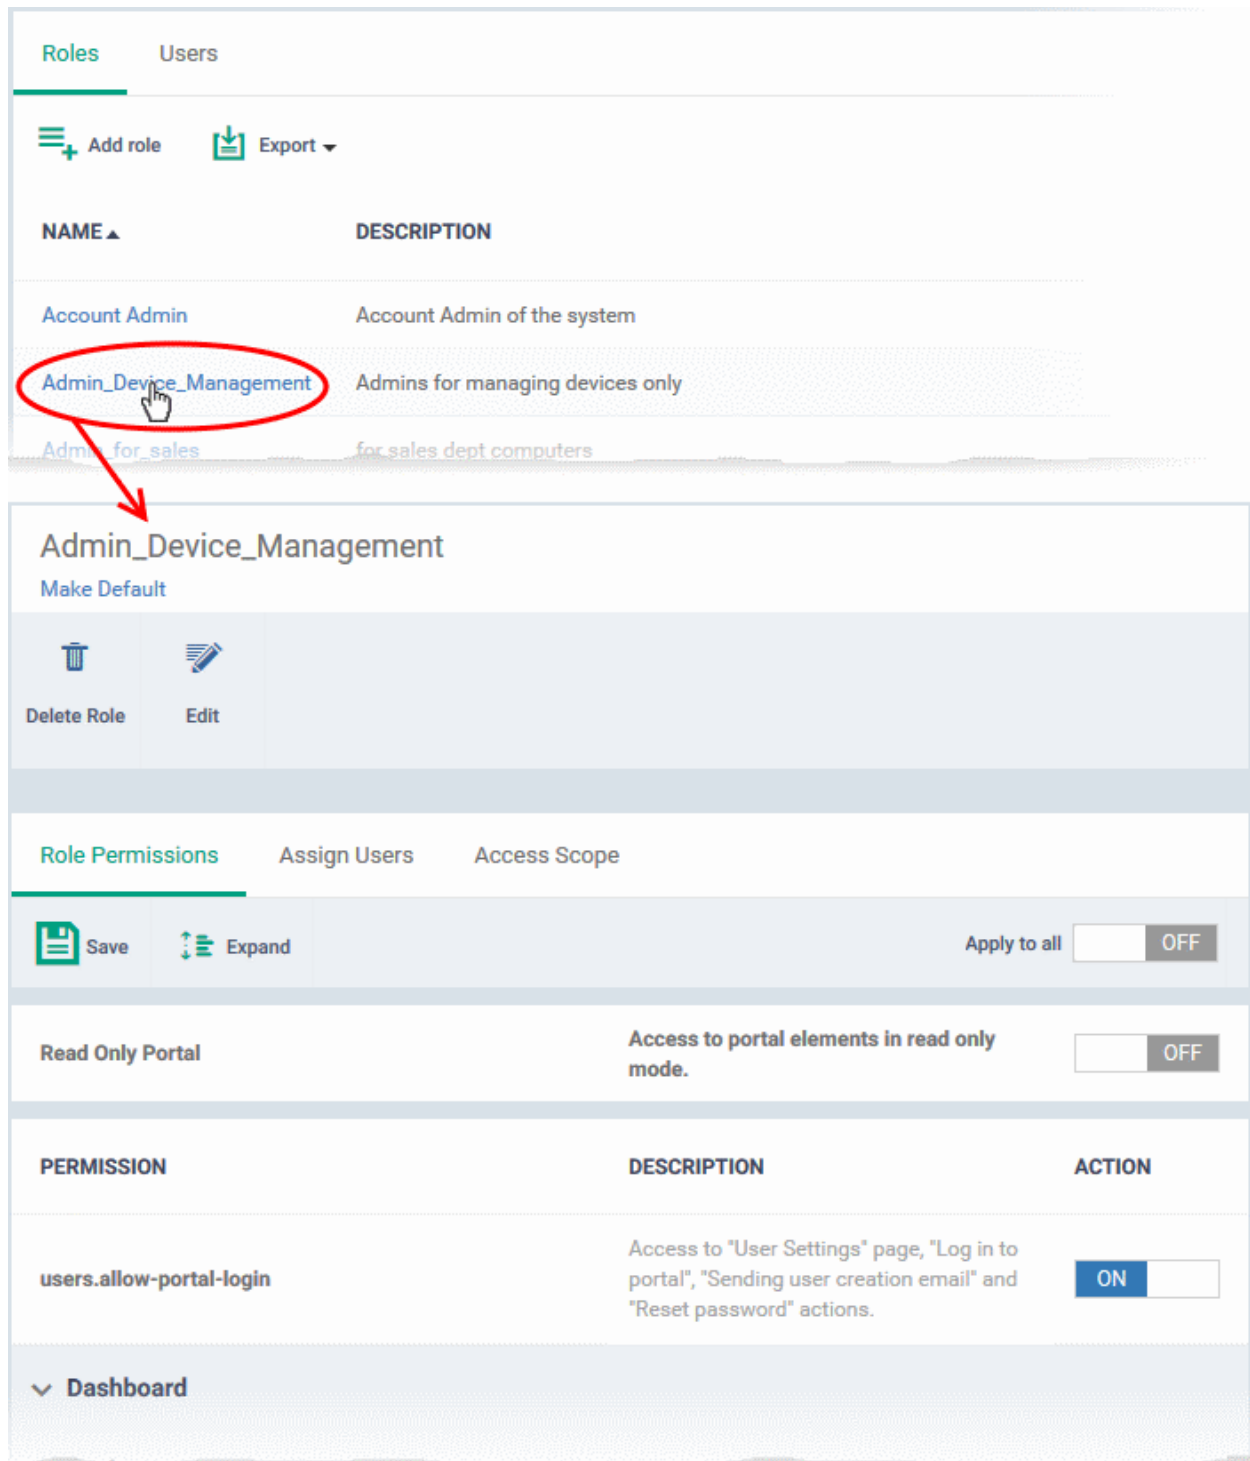 Roles Users
Add role Export
NAME DESCRIPTION
Account Admin Account Admin of the system
Admin_Device_Management Admins for managing devices only
Admin_for_sales for sales dept computers
Admin_Device_Management
Make Default
Delete Role Edit
Role Permissions Assign Users Access Scope
Save Expand Apply to all OFF
Read Only Portal Access to portal elements in read only
mode. OFF
PERMISSION DESCRIPTION ACTION
users.allow-portal-login Access to "User Settings" page, "Log in to
portal", "Sending user creation email" and
"Reset password" actions. ON
Dashboard